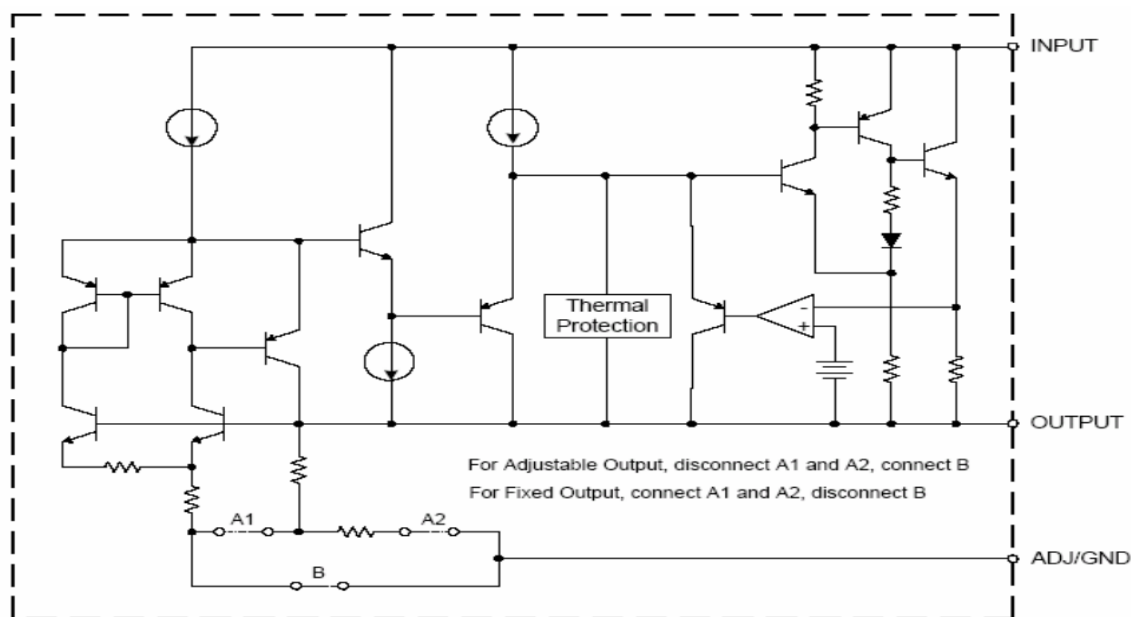 INPUT
Thermal
Protection
-
+
OUTPUT
For Adjustable Output, disconnect A1 and A2, connect B
For Fixed Output, connect A1 and A2, disconnect B
A1
A2
ADJ/GND
B